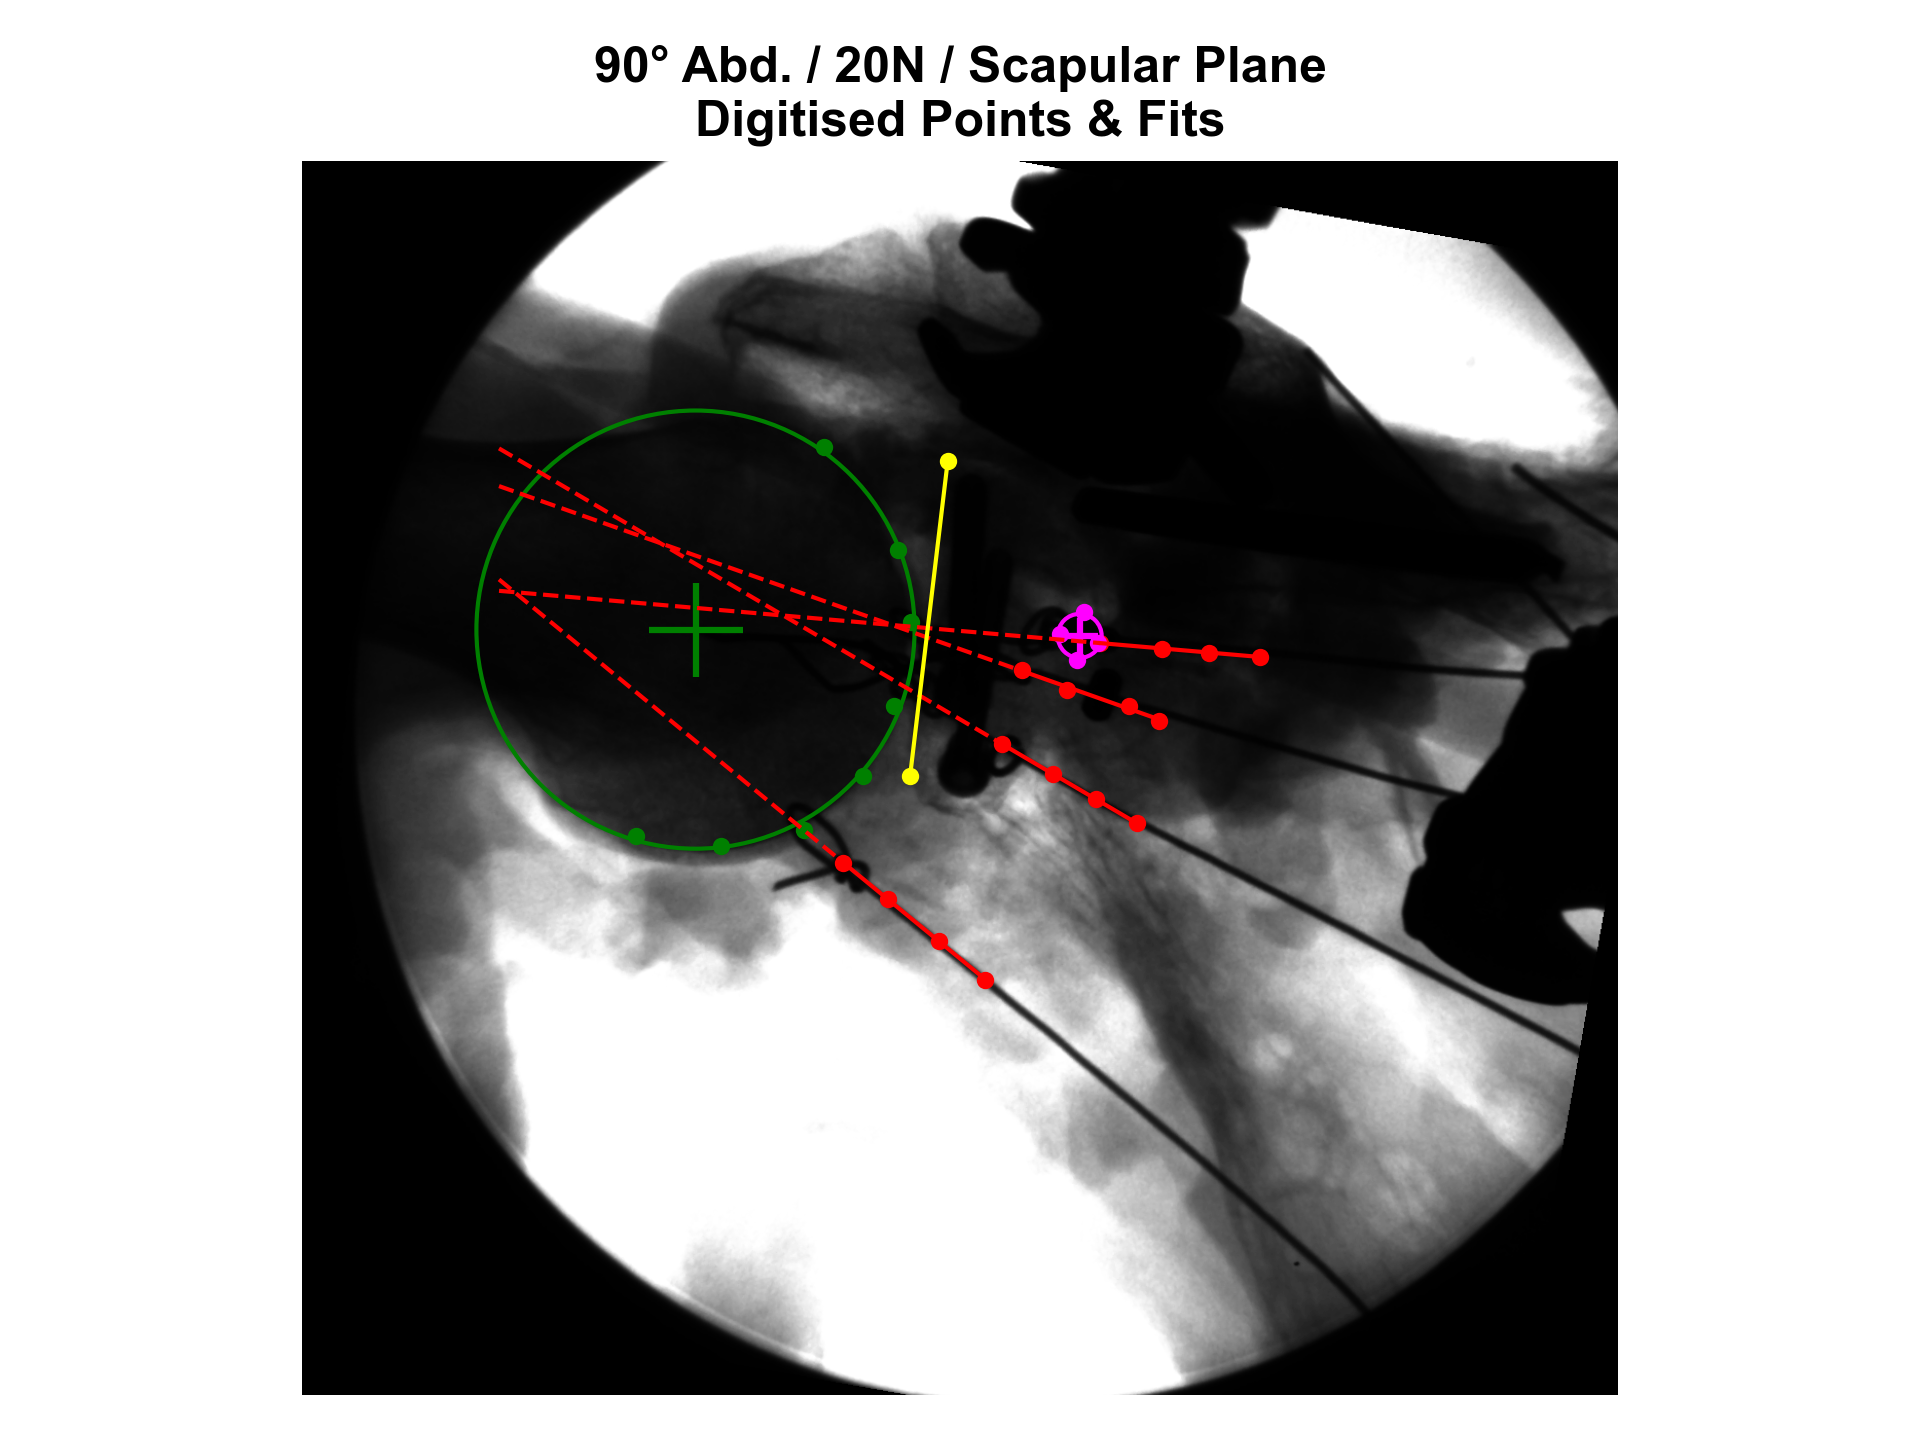 90° Abd. / 20N / Scapular Plane
Digitised Points & Fits